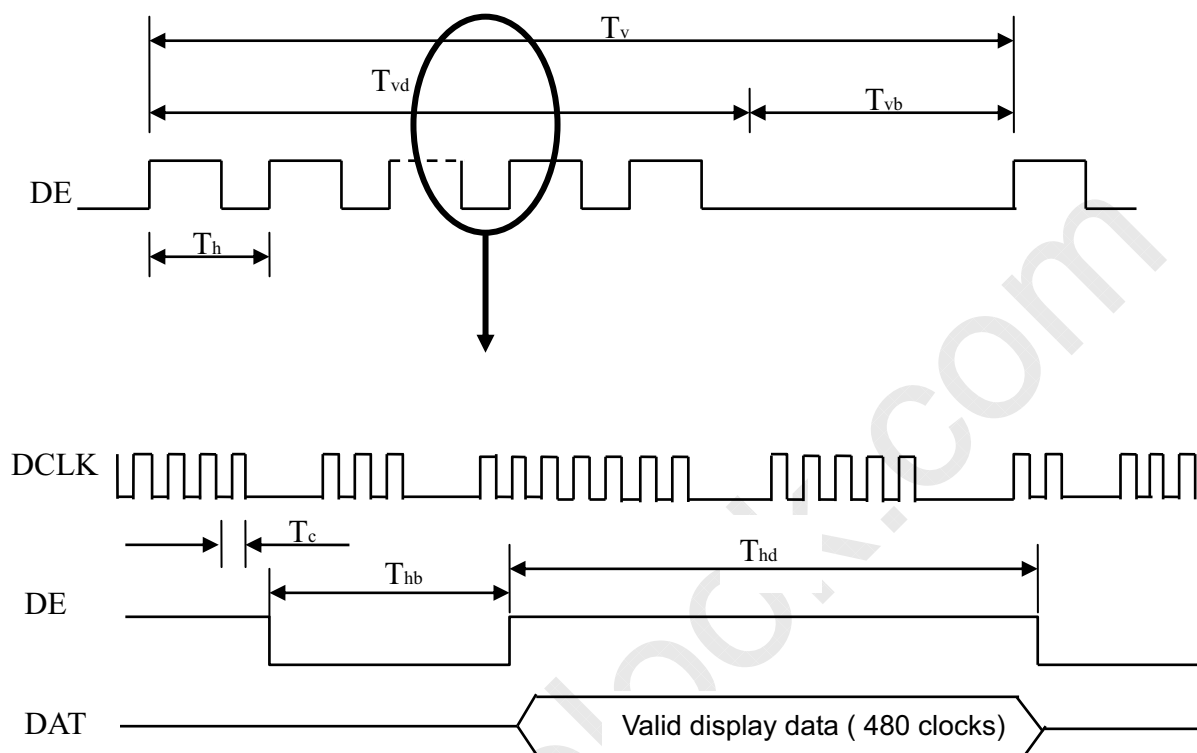 Tv
Tvd
Tvb
DE
Th
DCLK
Tc
Thd
Thb
DE
DAT
Valid display data ( 480 clocks)